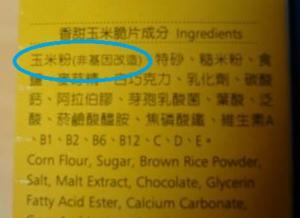 香甜玉米脆片成分 Ingredients
玉米粉(非基因改造)、特砂、糙米粉、食
鹽、麥芽精、白巧克力、乳化劑、碳酸
鈣、阿拉伯膠、芽孢乳酸菌、葉酸、泛
酸、菸鹼酸醯胺、焦磷酸鐵、維生素A
、B1、B2、B6、B12、C、D、E。
Corn Flour, Sugar, Brown Rice Powder,
Salt, Malt Extract, Chocolate, Glycerin
Fatty Acid Ester, Calcium Carbonate,